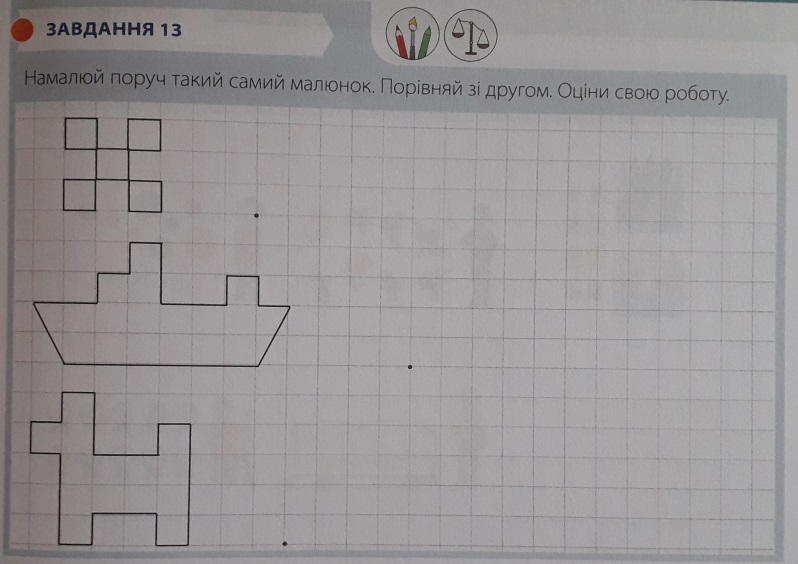 ЗАВДАННЯ 13
Намалюй поруч такий самий малюнок. Порівняй зі другом. Оціни свою роботу.